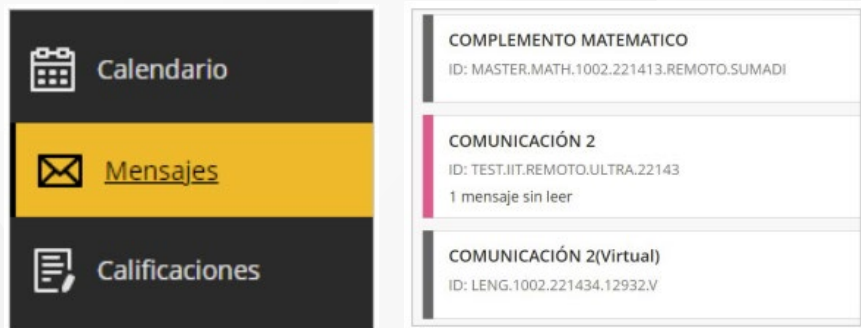 Calendario
Mensajes
Calificaciones
COMPLEMENTO MATEMATICO
ID: MASTER.MATH.1002.221413.REMOTO.SUMADI
COMUNICACIÓN 2
ID: TEST.IIT.REMOTO.ULTRA.22143
1 mensaje sin leer
COMUNICACIÓN 2(Virtual)
ID: LENG.1002.221434.12932.V